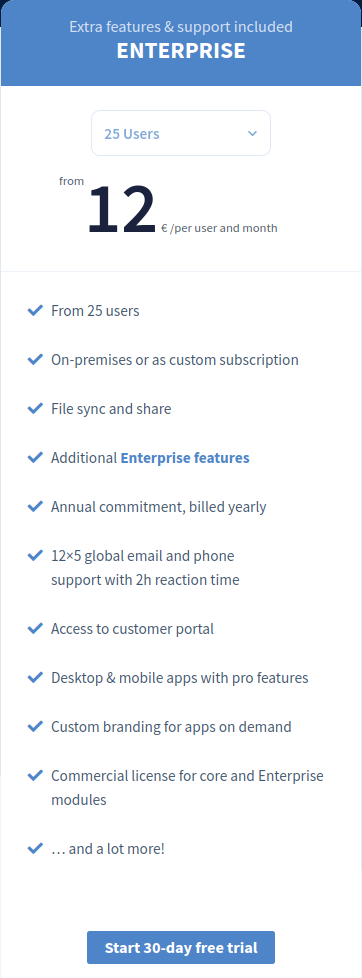 Extra features & support included
ENTERPRISE
25 Users
from
12
€ /per user and month
From 25 users
On-premises or as custom subscription
File sync and share
Additional Enterprise features
Annual commitment, billed yearly
12×5 global email and phone
support with 2h reaction time
Access to customer portal
Desktop & mobile apps with pro features
Custom branding for apps on demand
Commercial license for core and Enterprise
modules
… and a lot more!
Start 30-day free trial